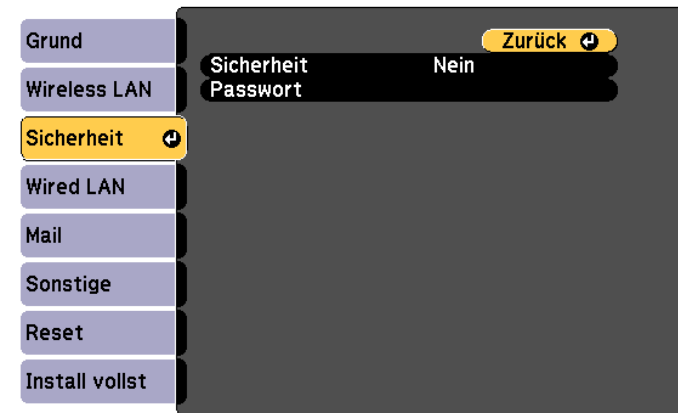 Grund
Wireless LAN
Sicherheit
Wired LAN
Mail
Sonstige
Reset
Install vollst
Zurück
Sicherheit Nein
Passwort